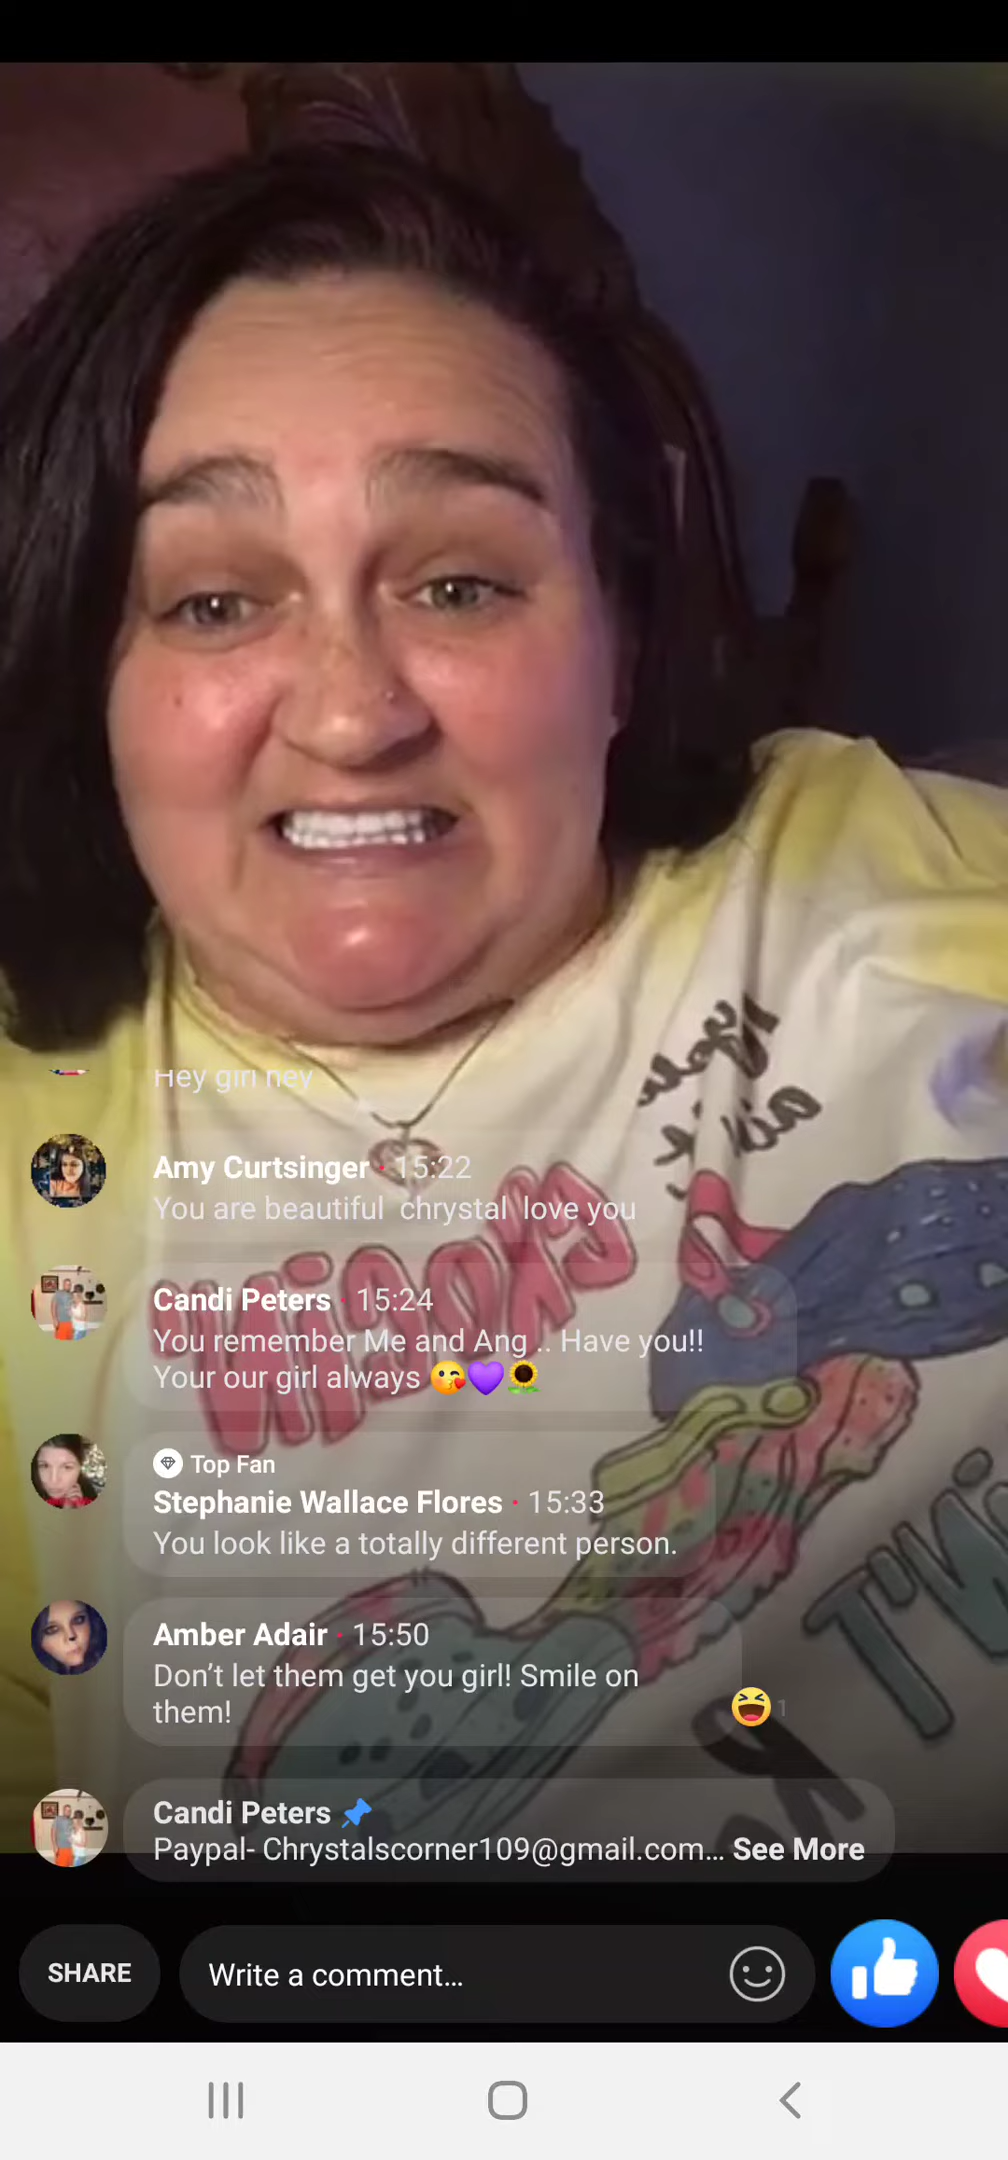 Hey girl hey
Amy Curtsinger · 15:22
You are beautiful chrystal love you
Candi Peters · 15:24
You remember Me and Ang .. Have you!!
Your our girl always 😘💜🌻
Top Fan
Stephanie Wallace Flores · 15:33
You look like a totally different person.
Amber Adair · 15:50
Don't let them get you girl! Smile on
them!
😆 1
Candi Peters 📌
Paypal- Chrystalscorner109@gmail.com... See More
SHARE
Write a comment...